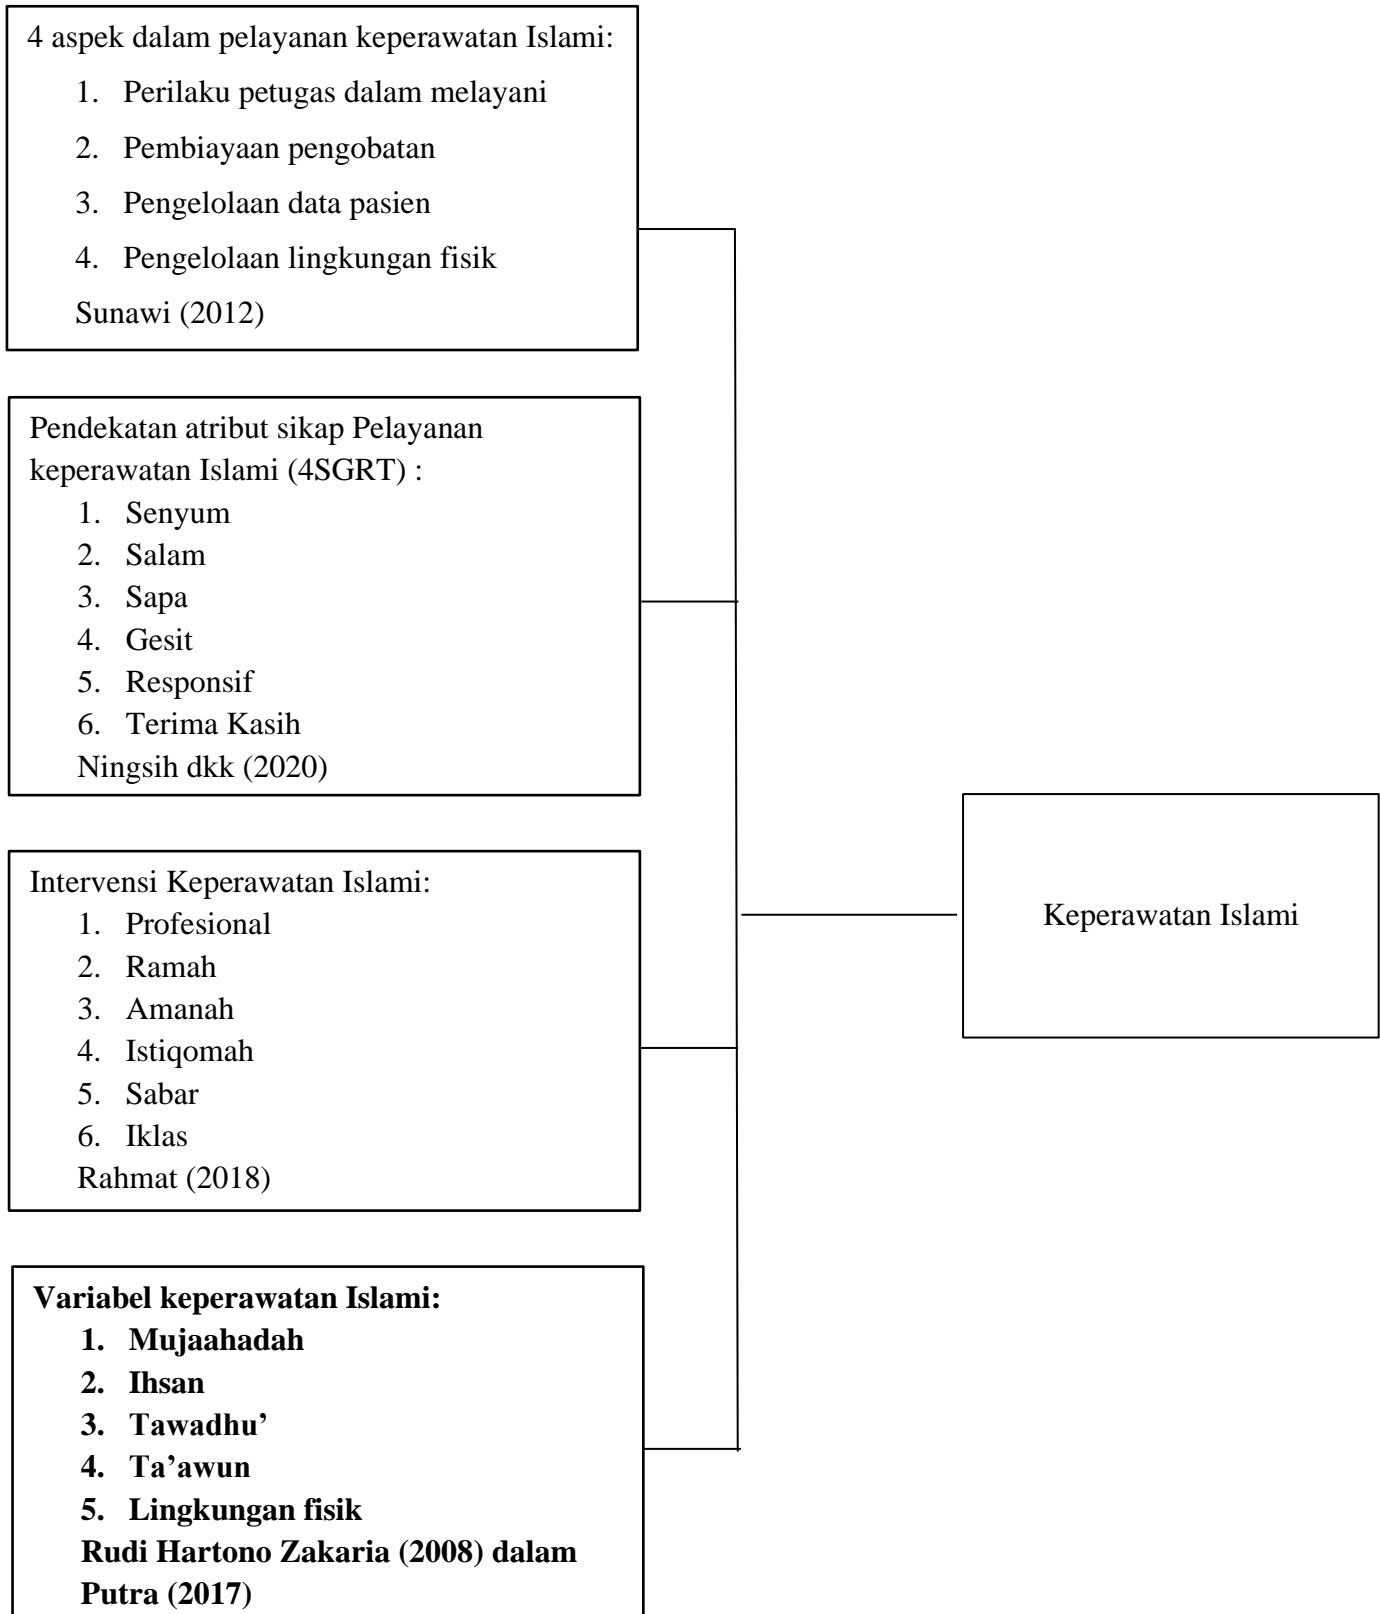 4 aspek dalam pelayanan keperawatan Islami:
1. Perilaku petugas dalam melayani
2. Pembiayaan pengobatan
3. Pengelolaan data pasien
4. Pengelolaan lingkungan fisik
Sunawi (2012)
Pendekatan atribut sikap Pelayanan
keperawatan Islami (4SGRT) :
1. Senyum
2. Salam
3. Sapa
4. Gesit
5. Responsif
6. Terima Kasih
Ningsih dkk (2020)
Intervensi Keperawatan Islami:
1. Profesional
2. Ramah
3. Amanah
4. Istiqomah
5. Sabar
6. Iklas
Rahmat (2018)
Variabel keperawatan Islami:
1. Mujaahadah
2. Ihsan
3. Tawadhu’
4. Ta’awun
5. Lingkungan fisik
Rudi Hartono Zakaria (2008) dalam
Putra (2017)
Keperawatan Islami